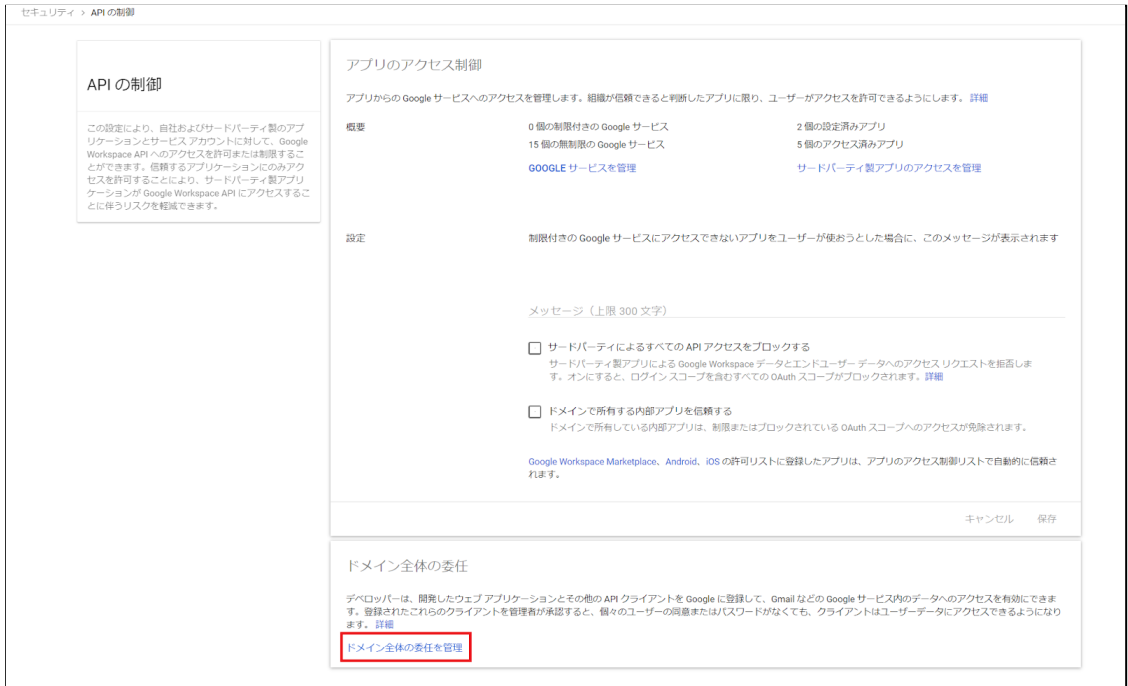 セキュリティ > API の制御
API の制御
この設定により、自社およびサードパーティ製のアプ
リケーションとサービス アカウントに対して、Google
Workspace API へのアクセスを許可または制限するこ
とができます。信頼するアプリケーションにのみアク
セスを許可することにより、サードパーティ製アプリ
ケーションが Google Workspace API にアクセスするこ
とに伴うリスクを軽減できます。
アプリのアクセス制御
アプリからの Google サービスへのアクセスを管理します。組織が信頼できると判断したアプリに限り、ユーザーがアクセスを許可できるようにします。 詳細
概要
0 個の制限付きの Google サービス
2 個の設定済みアプリ
15 個の無制限の Google サービス
5 個のアクセス済みアプリ
GOOGLE サービスを管理
サードパーティ製アプリのアクセスを管理
設定
制限付きの Google サービスにアクセスできないアプリをユーザーが使おうとした場合に、このメッセージが表示されます
メッセージ（上限 300 文字）
サードパーティによるすべての API アクセスをブロックする
サードパーティ製アプリによる Google Workspace データとエンドユーザー データへのアクセス リクエストを拒否しま
す。オンにすると、ログイン スコープを含むすべての OAuth スコープがブロックされます。詳細
ドメインで所有する内部アプリを信頼する
ドメインで所有している内部アプリは、制限またはブロックされている OAuth スコープへのアクセスが免除されます。
Google Workspace Marketplace、Android、iOS の許可リストに登録したアプリは、アプリのアクセス制御リストで自動的に信頼さ
れます。
キャンセル 保存
ドメイン全体の委任
デベロッパーは、開発したウェブ アプリケーションとその他の API クライアントを Google に登録して、Gmail などの Google サービス内のデータへのアクセスを有効にできま
す。登録されたこれらのクライアントを管理者が承認すると、個々のユーザーの同意またはパスワードがなくても、クライアントはユーザーデータにアクセスできるようになり
ます。 詳細
ドメイン全体の委任を管理